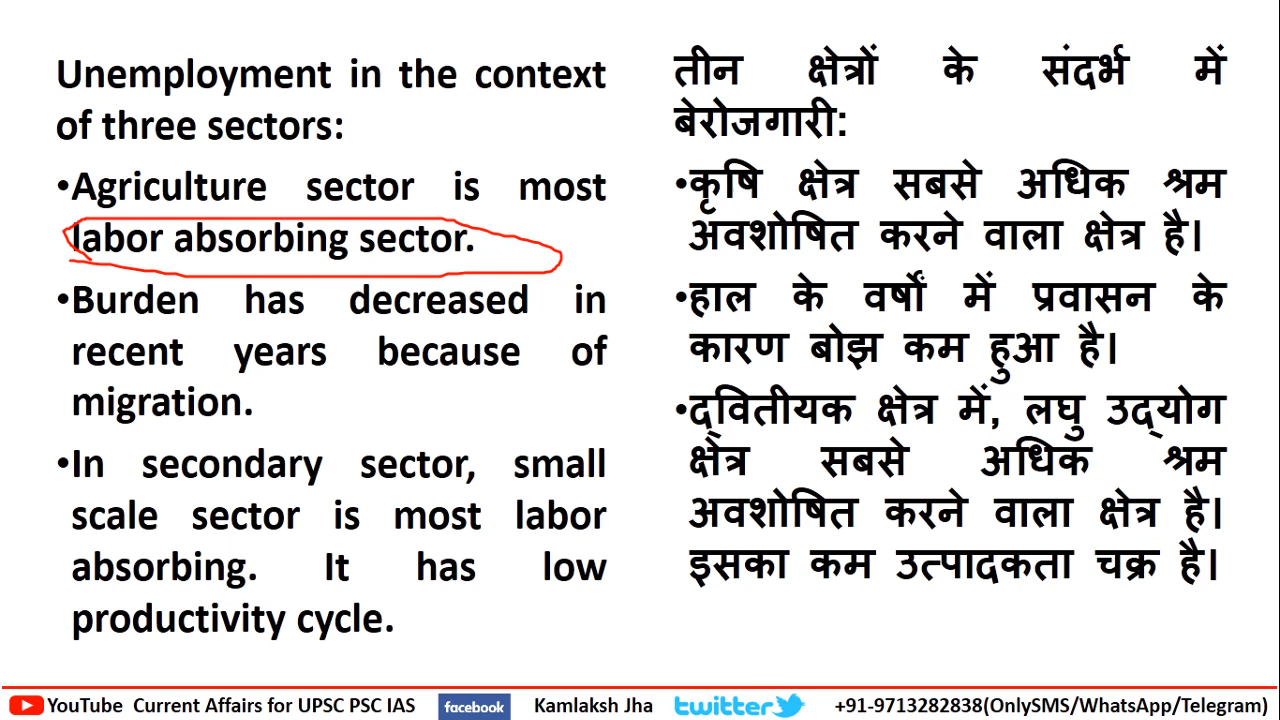 Unemployment in the context
of three sectors:
•Agriculture sector is most
labor absorbing sector.
•Burden has decreased in
recent years because of
migration.
•In secondary sector, small
scale sector is most labor
absorbing. It has low
productivity cycle.
तीन क्षेत्रों के संदर्भ में
बेरोजगारी:
•कृषि क्षेत्र सबसे अधिक श्रम
अवशोषित करने वाला क्षेत्र है।
•हाल के वर्षों में प्रवासन के
कारण बोझ कम हुआ है।
•द्वितीयक क्षेत्र में, लघु उद्योग
क्षेत्र सबसे अधिक श्रम
अवशोषित करने वाला क्षेत्र है।
इसका कम उत्पादकता चक्र है।
YouTube Current Affairs for UPSC PSC IAS facebook Kamlaksh Jha twitter +91-9713282838(OnlySMS/WhatsApp/Telegram)